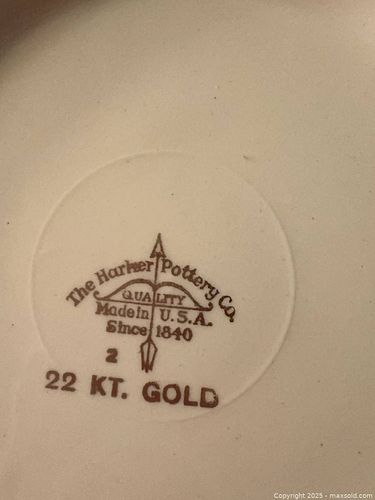 The Harker Pottery Co.
QUALITY
Made in U.S.A.
Since 1840
2
22 KT. GOLD
Copyright 2025 - maxsold.com